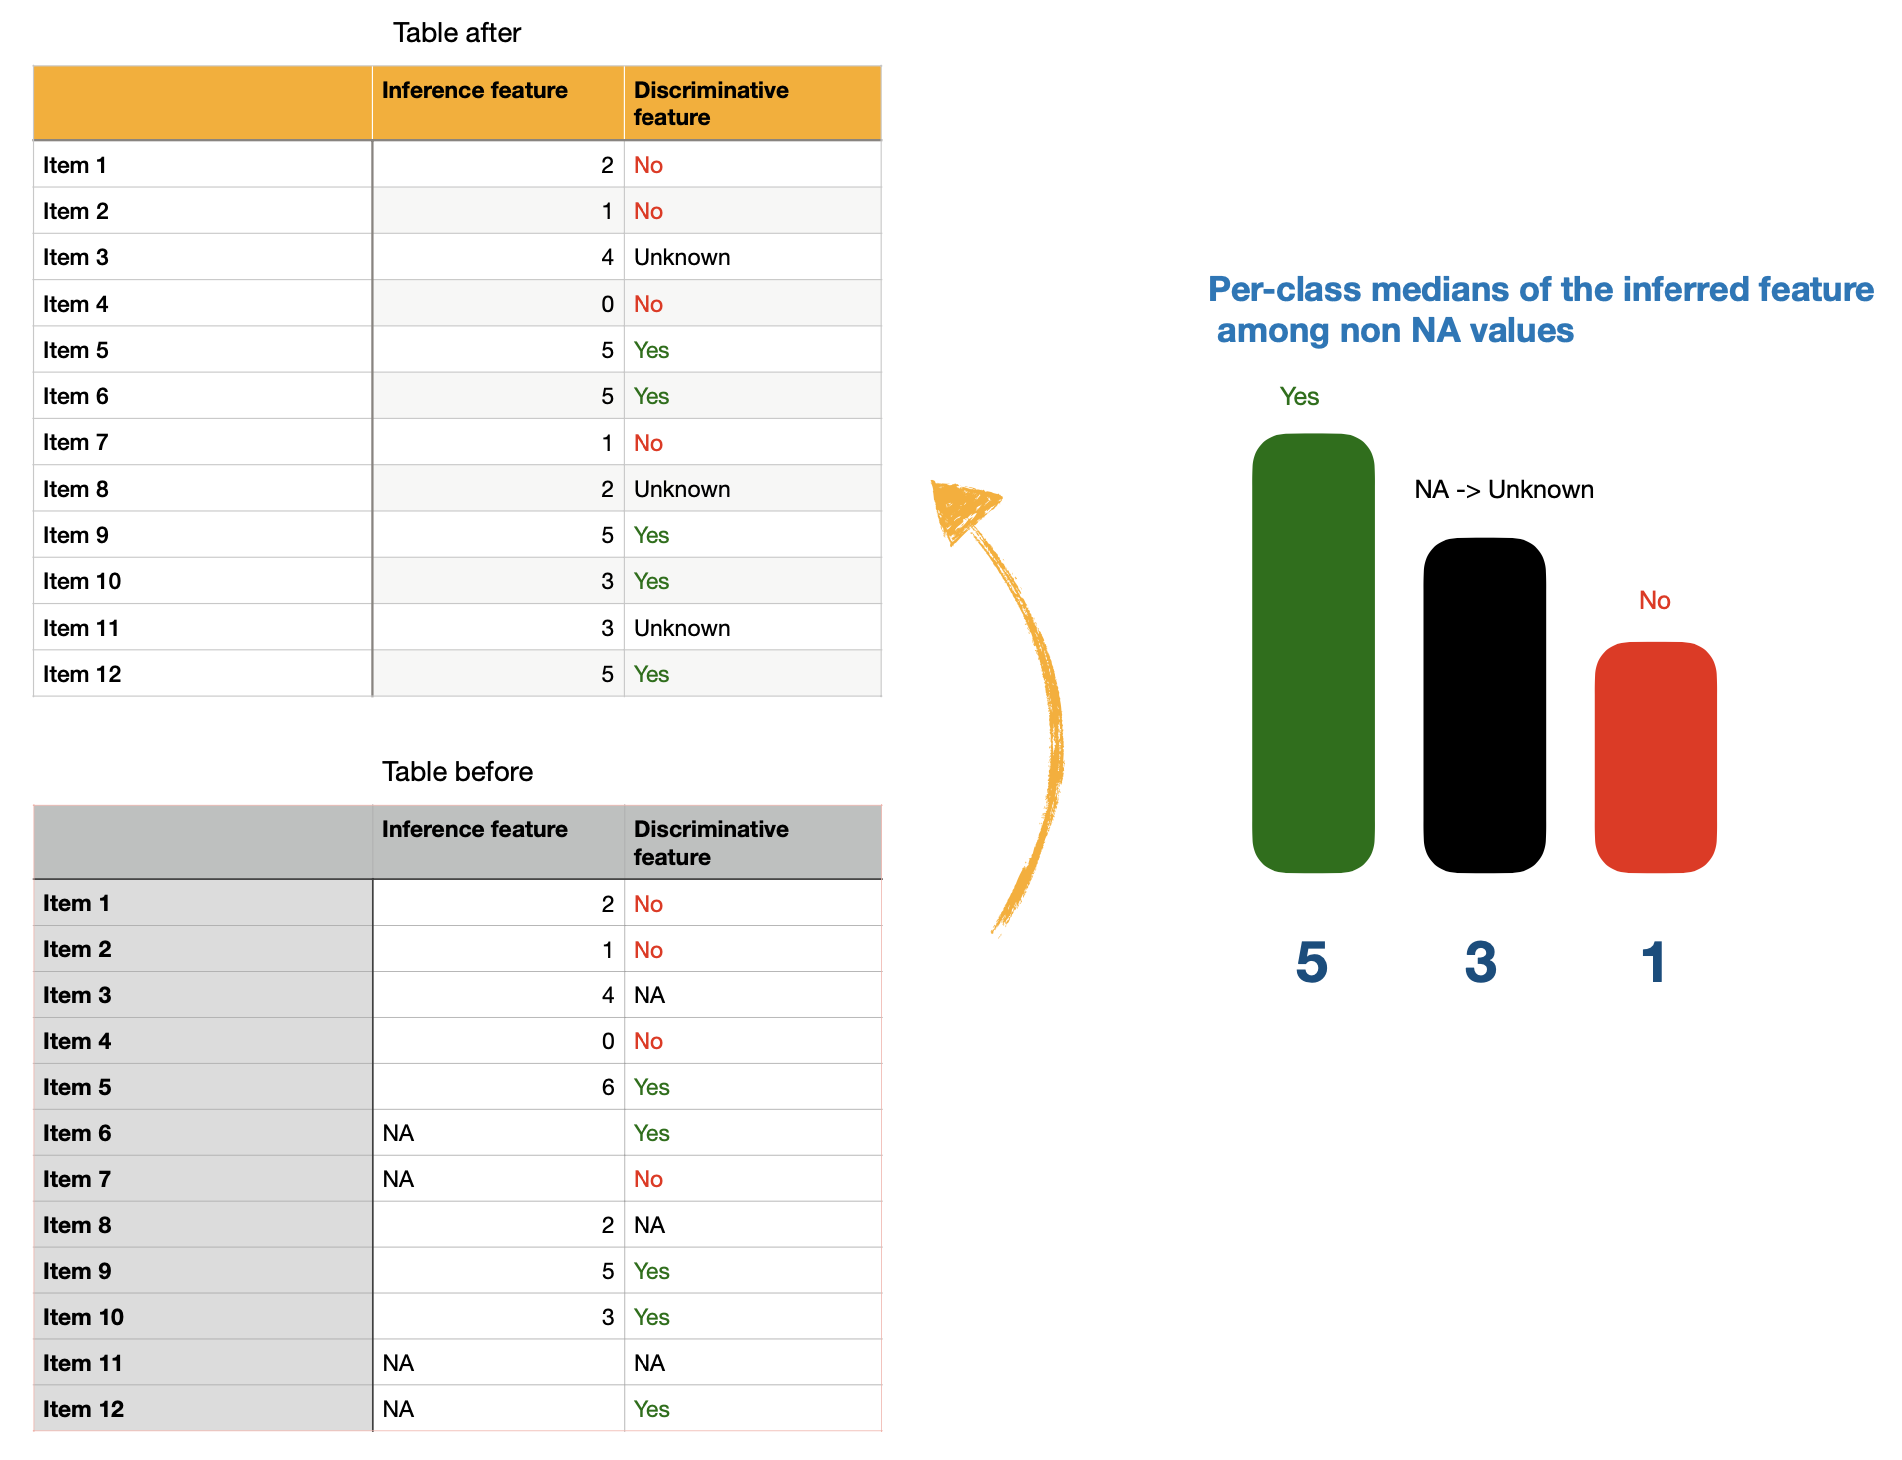 Table after
Inference feature Discriminative
feature
Item 1 2 No
Item 2 1 No
Item 3 4 Unknown
Item 4 0 No
Item 5 5 Yes
Item 6 5 Yes
Item 7 1 No
Item 8 2 Unknown
Item 9 5 Yes
Item 10 3 Yes
Item 11 3 Unknown
Item 12 5 Yes
Table before
Inference feature Discriminative
feature
Item 1 2 No
Item 2 1 No
Item 3 4 NA
Item 4 0 No
Item 5 6 Yes
Item 6 NA Yes
Item 7 NA No
Item 8 2 NA
Item 9 5 Yes
Item 10 3 Yes
Item 11 NA NA
Item 12 NA Yes
Per-class medians of the inferred feature
among non NA values
Yes
NA -> Unknown
No
5 3 1